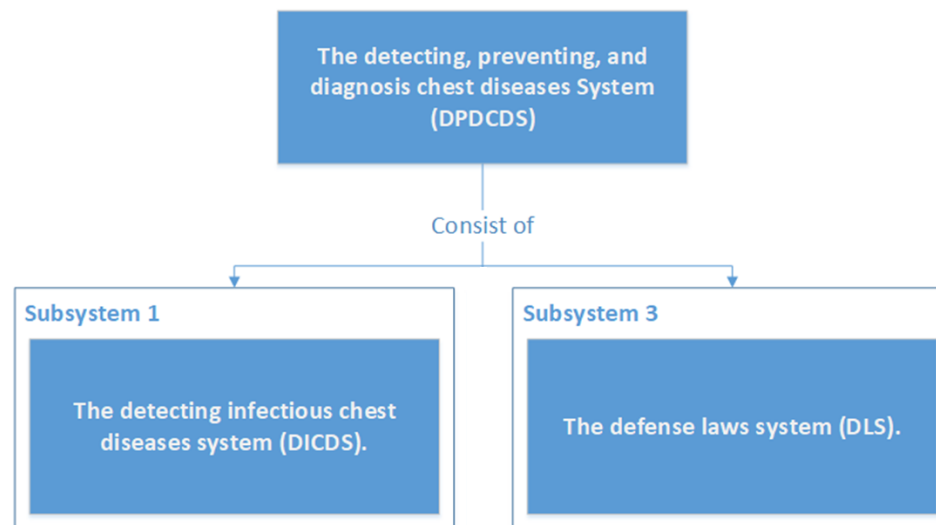 The detecting, preventing, and
diagnosis chest diseases System
(DPDCDS)
Consist of
Subsystem 1
The detecting infectious chest
diseases system (DICDS).
Subsystem 3
The defense laws system (DLS).